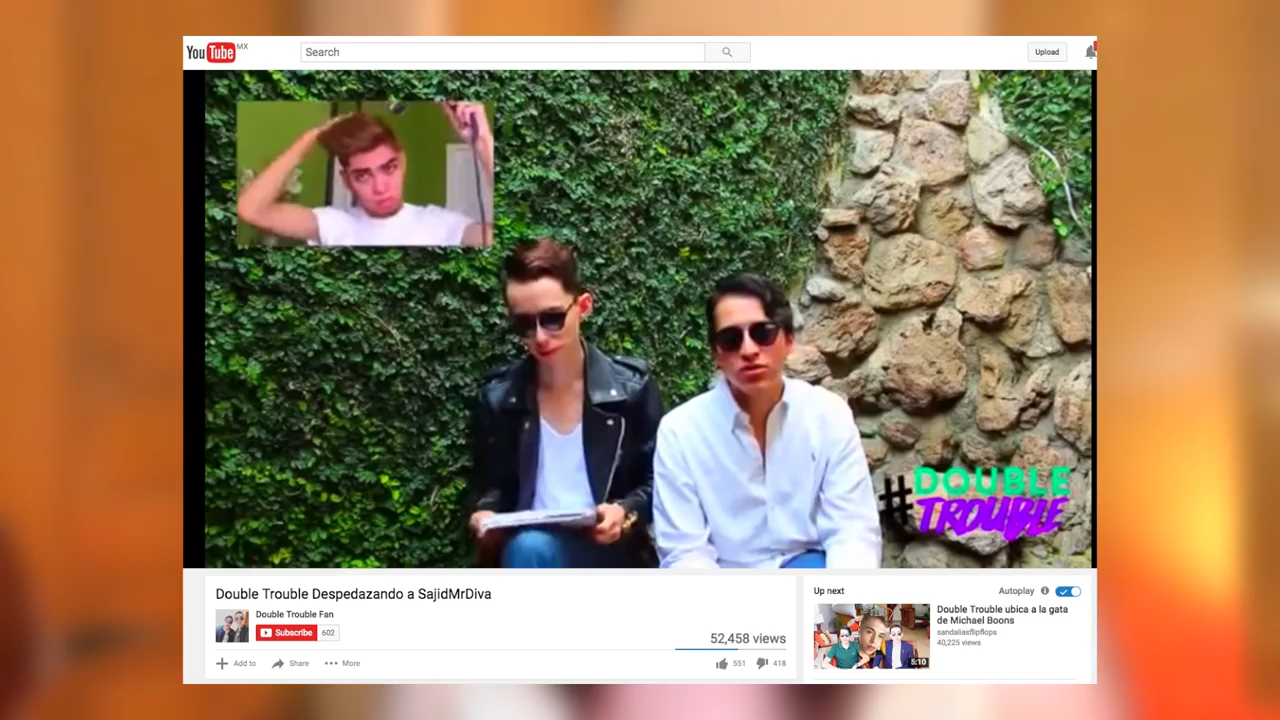 YouTube MX
Search
Upload
#DOUBLE
TROUBLE
Double Trouble Despedazando a SajidMrDiva
Double Trouble Fan
Subscribe 602
52,458 views
Add to Share More
551 418
Up next
Autoplay
Double Trouble ubica a la gata
de Michael Boons
sandaliasflipflops
40,225 views
5:10